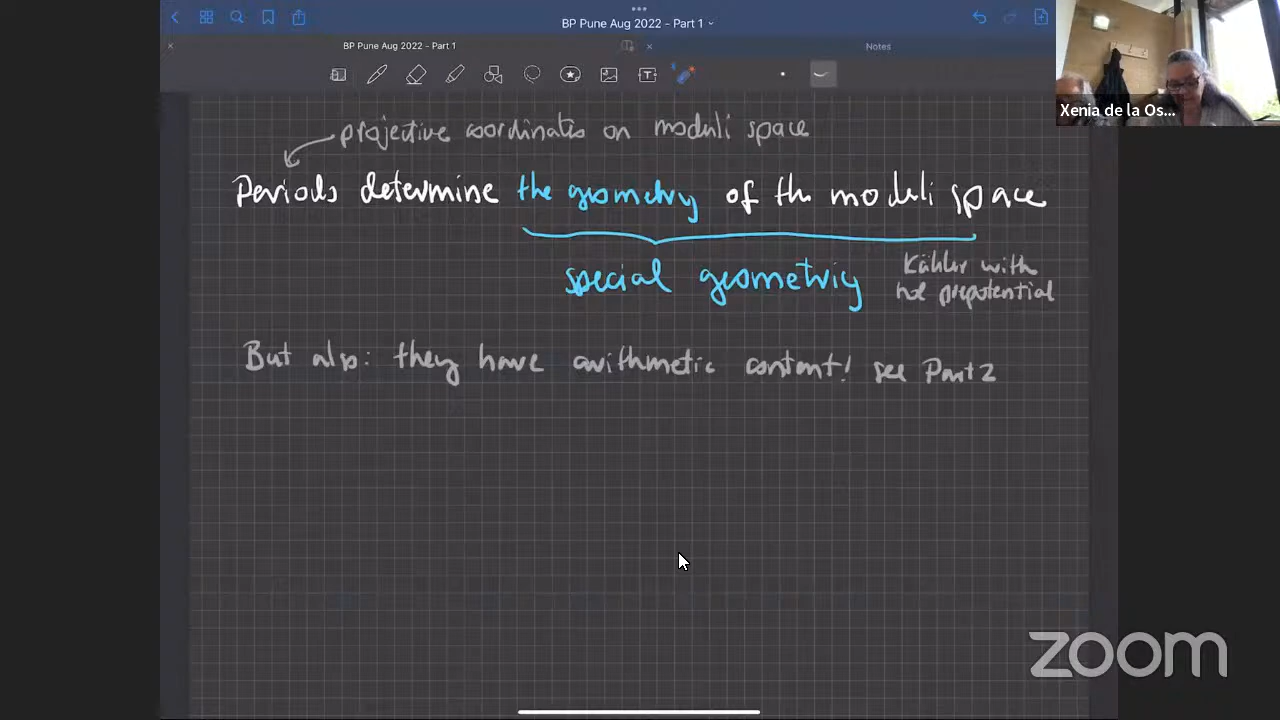 BP Pune Aug 2022 - Part 1
BP Pune Aug 2022 - Part 1
Notes
Xenia de la Os...
projective coordinates on moduli space
Periods determine the geometry of the moduli space
special geometry
Kähler with
hol prepotential
But also: they have arithmetic content! see Part 2
zoom